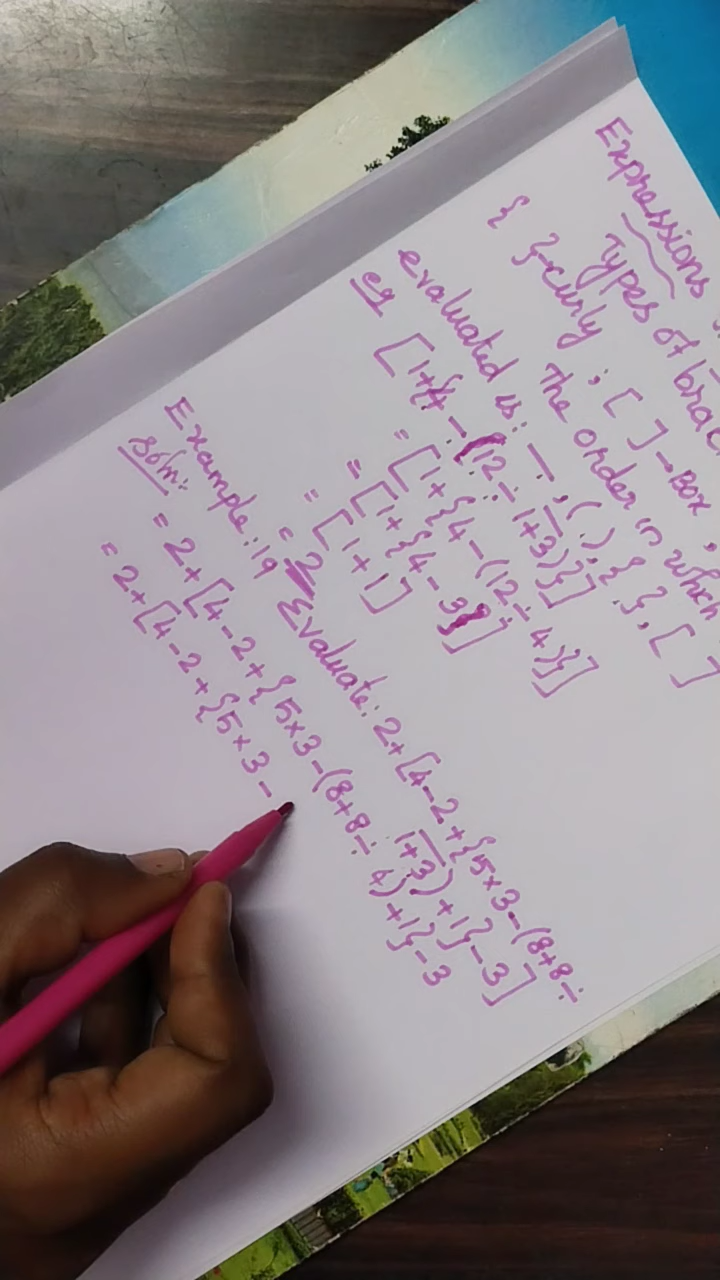 Expressions
Types of brac
{ } → curly ; [ ] → Box ,
The order in which
evaluated is: — , ( ) , { } , [ ]
eg [1+{4-(12÷1+3)}]
= [1+{4-(12÷4)}]
= [1+{4-3}]
= [1+1]
= 2
Example:19 Evaluate: 2+[4-2+{5×3-(8+8÷
1+3)+1}-3]
Soln:
= 2+[4-2+{5×3-(8+8÷4)+1}-3
= 2+[4-2+{5×3-